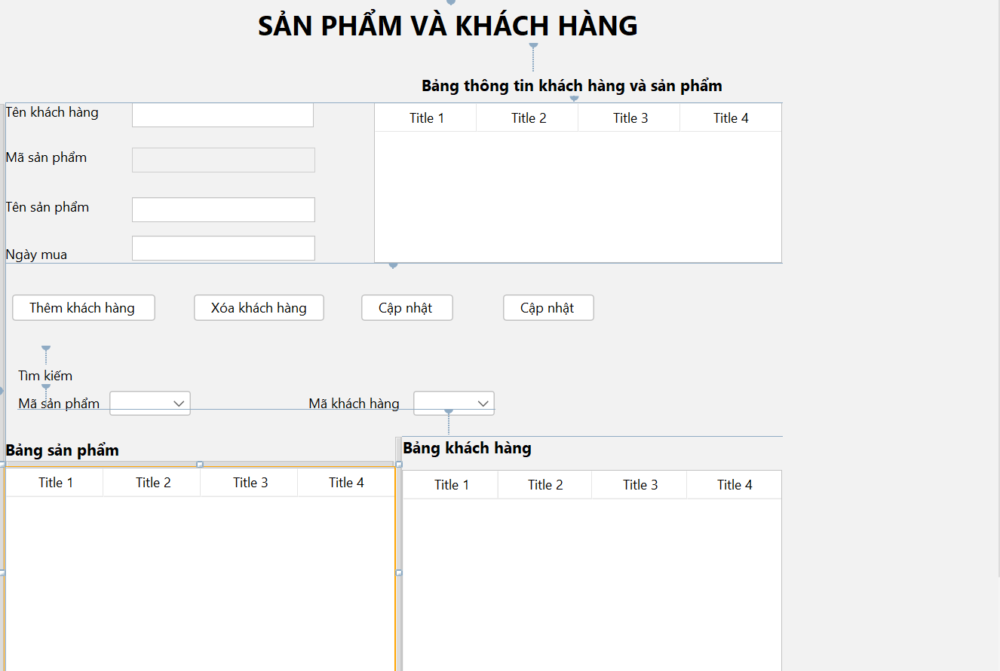 SẢN PHẨM VÀ KHÁCH HÀNG
Bảng thông tin khách hàng và sản phẩm
Tên khách hàng
Title 1 Title 2 Title 3 Title 4
Mã sản phẩm
Tên sản phẩm
Ngày mua
Thêm khách hàng Xóa khách hàng Cập nhật Cập nhật
Tìm kiếm
Mã sản phẩm Mã khách hàng
Bảng sản phẩm
Title 1 Title 2 Title 3 Title 4
Bảng khách hàng
Title 1 Title 2 Title 3 Title 4